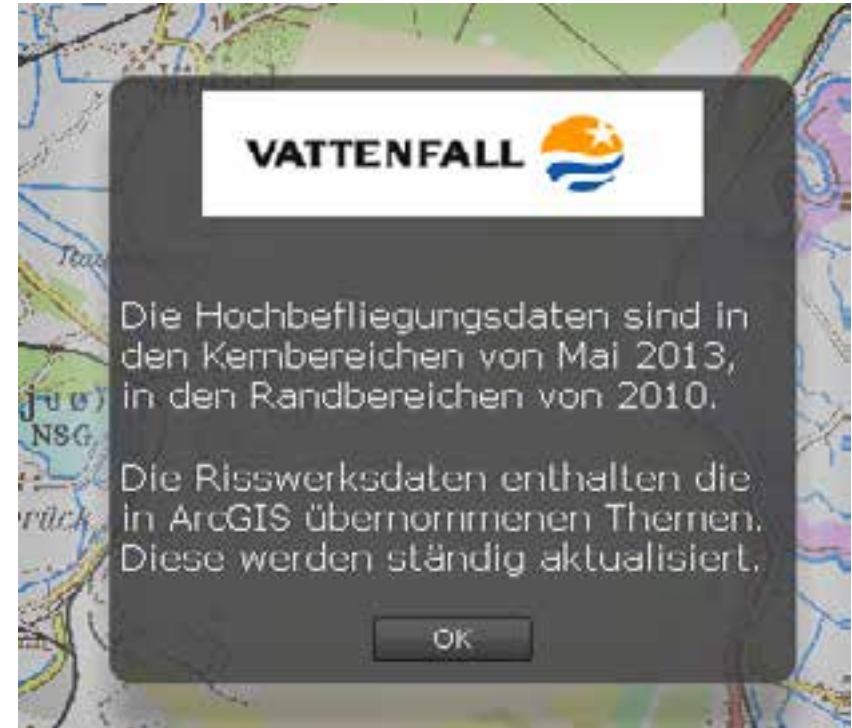 VATTENFALL
Die Hochbefliegungsdaten sind in
den Kernbereichen von Mai 2013,
in den Randbereichen von 2010.
NSG
Die Risswerksdaten enthalten die
in ArcGIS übernommenen Themen.
Diese werden ständig aktualisiert.
OK